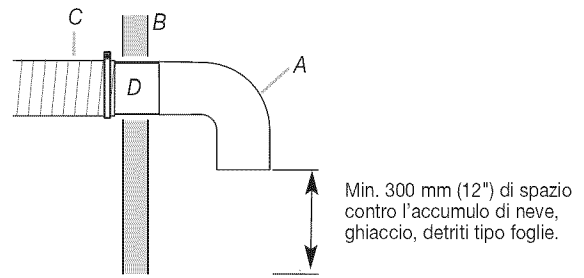 C
B
A
D
Min. 300 mm (12") di spazio
contro l'accumulo di neve,
ghiaccio, detriti tipo foglie.